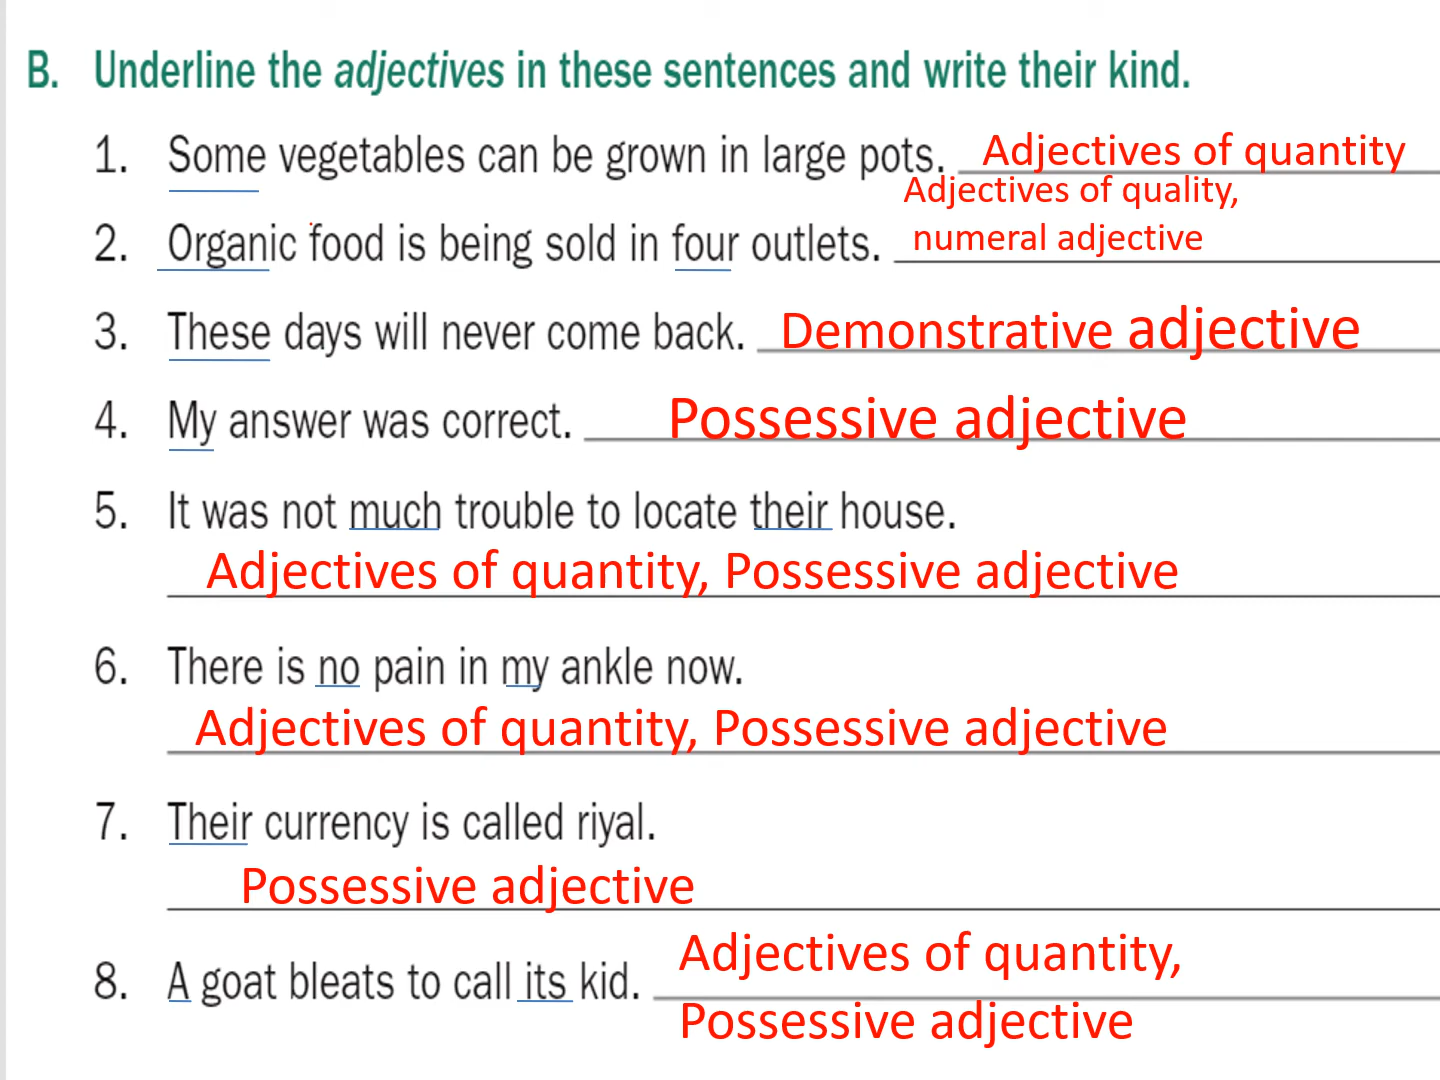 B. Underline the adjectives in these sentences and write their kind.
1. Some vegetables can be grown in large pots. Adjectives of quantity
Adjectives of quality,
2. Organic food is being sold in four outlets. numeral adjective
3. These days will never come back. Demonstrative adjective
4. My answer was correct. Possessive adjective
5. It was not much trouble to locate their house.
Adjectives of quantity, Possessive adjective
6. There is no pain in my ankle now.
Adjectives of quantity, Possessive adjective
7. Their currency is called riyal.
Possessive adjective
Adjectives of quantity,
8. A goat bleats to call its kid.
Possessive adjective